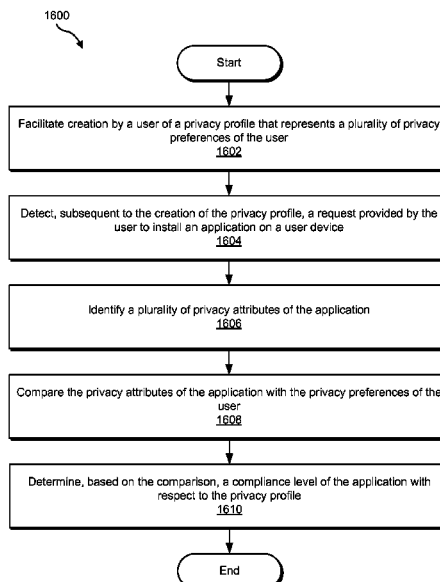 1600
Start
Facilitate creation by a user of a privacy profile that represents a plurality of privacy
preferences of the user
1602
Detect, subsequent to the creation of the privacy profile, a request provided by the
user to install an application on a user device
1604
Identify a plurality of privacy attributes of the application
1606
Compare the privacy attributes of the application with the privacy preferences of the
user
1608
Determine, based on the comparison, a compliance level of the application with
respect to the privacy profile
1610
End